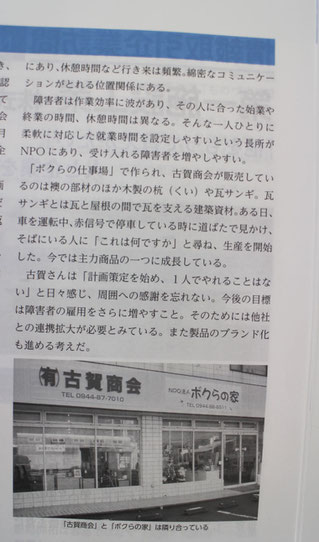 にあり、休憩時間など行き来は頻繁。綿密なコミュニケー
ションがとれる位置関係にある。
障害者は作業効率に波があり、その人に合った始業や
終業の時間、休憩時間は異なる。そんな一人ひとりに
柔軟に対応した就業時間を設定しやすいという長所が
NPOにあり、受け入れる障害者を増やしやすい。
「ボクらの仕事場」で作られ、古賀商会が販売してい
るのは襖の部材のほか木製の杭（くい）や瓦サンギ。瓦
サンギとは瓦と屋根の間で瓦を支える建築資材。ある日、
車を運転中、赤信号で停車している時に道ばたで見かけ、
そばにいる人に「これは何ですか」と尋ね、生産を開始
した。今では主力商品の一つに成長している。
古賀さんは「計画策定を始め、1人でやれることはな
い」と日々感じ、周囲への感謝を忘れない。今後の目標
は障害者の雇用をさらに増やすこと。そのためには他社
との連携拡大が必要とみている。また製品のブランド化
も進める考えだ。
㈲古賀商会
TEL 0944-87-7010
NPO法人 ボクらの家
「古賀商会」と「ボクらの家」は隣り合っている